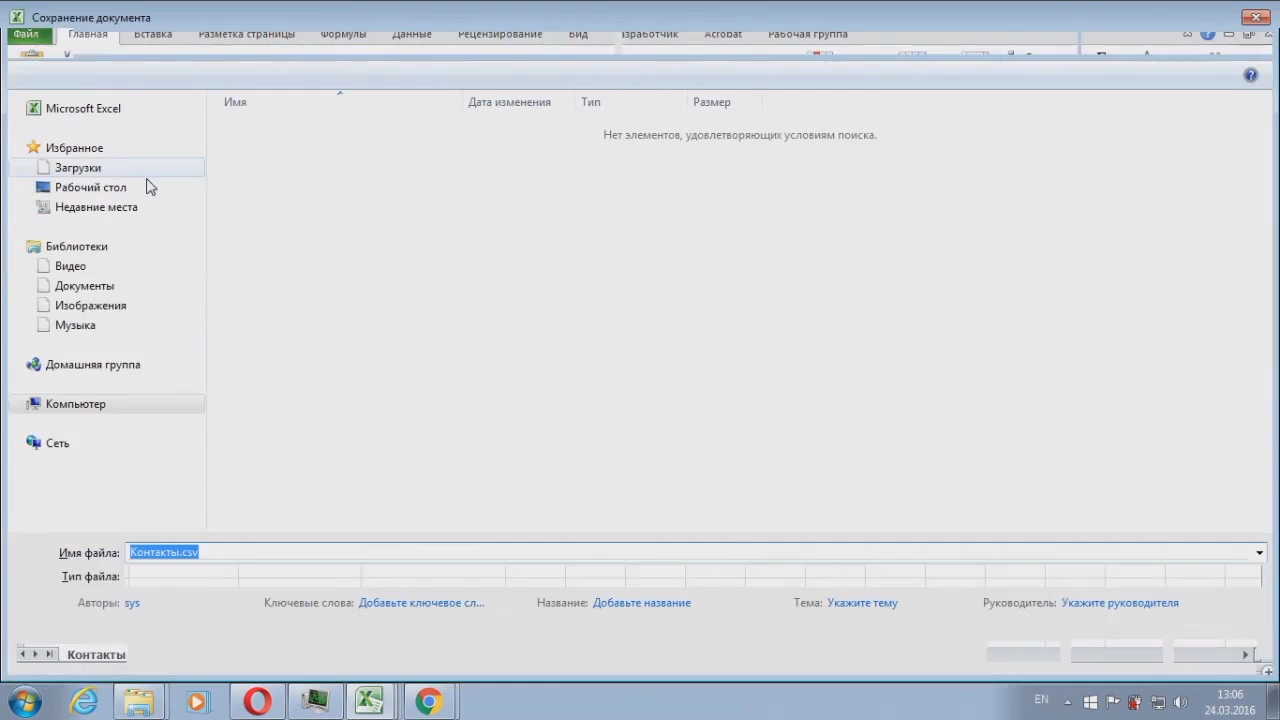 Сохранение документа
Файл Главная Вставка Разметка страницы Формулы Данные Рецензирование Вид азработчик Acrobat Рабочая группа
Имя Дата изменения Тип Размер
Нет элементов, удовлетворяющих условиям поиска.
Microsoft Excel
Избранное
Загрузки
Рабочий стол
Недавние места
Библиотеки
Видео
Документы
Изображения
Музыка
Домашняя группа
Компьютер
Сеть
Имя файла: Контакты.csv
Тип файла:
Авторы: sys Ключевые слова: Добавьте ключевое сл... Название: Добавьте название Тема: Укажите тему Руководитель: Укажите руководителя
Контакты
EN 13:06
24.03.2016